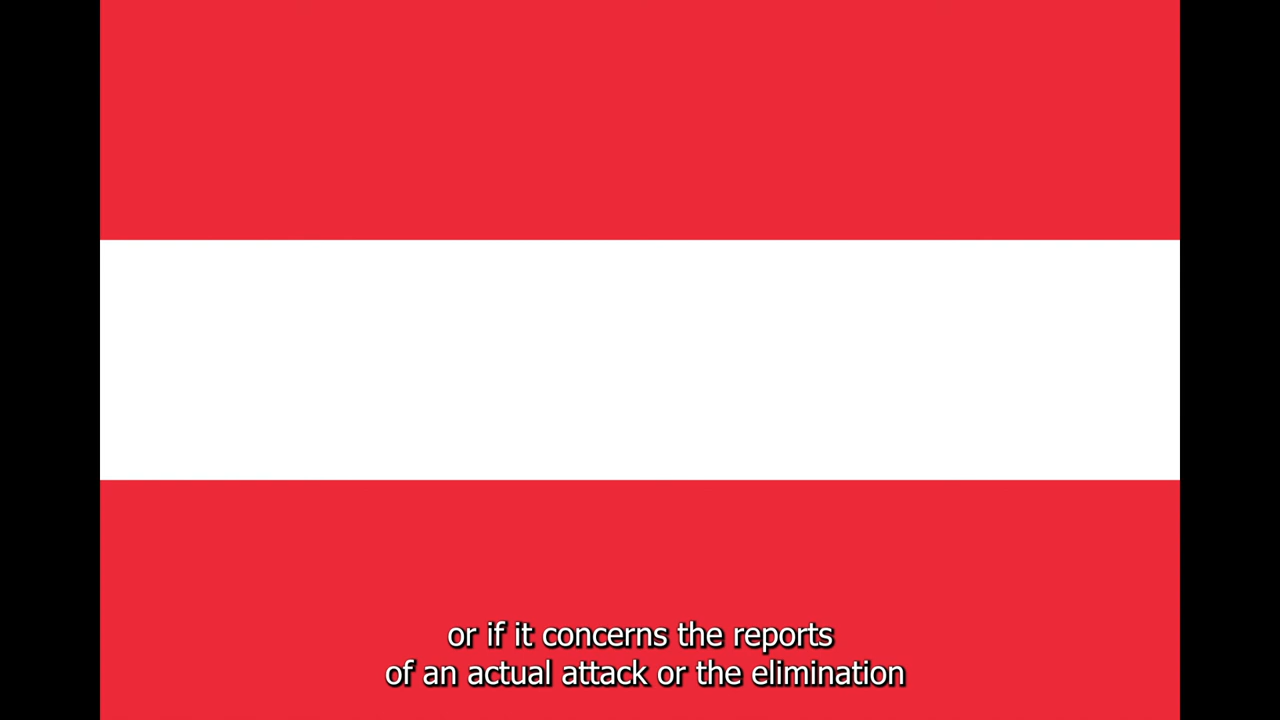 or if it concerns the reports
of an actual attack or the elimination